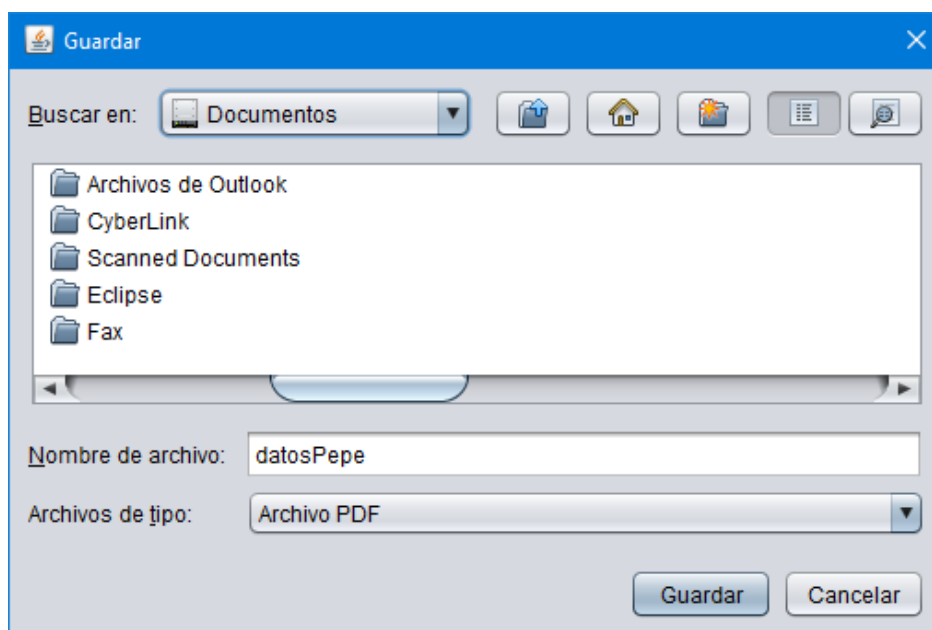 Guardar
Buscar en: Documentos
Archivos de Outlook
CyberLink
Scanned Documents
Eclipse
Fax
Nombre de archivo: datosPepe
Archivos de tipo: Archivo PDF
Guardar Cancelar